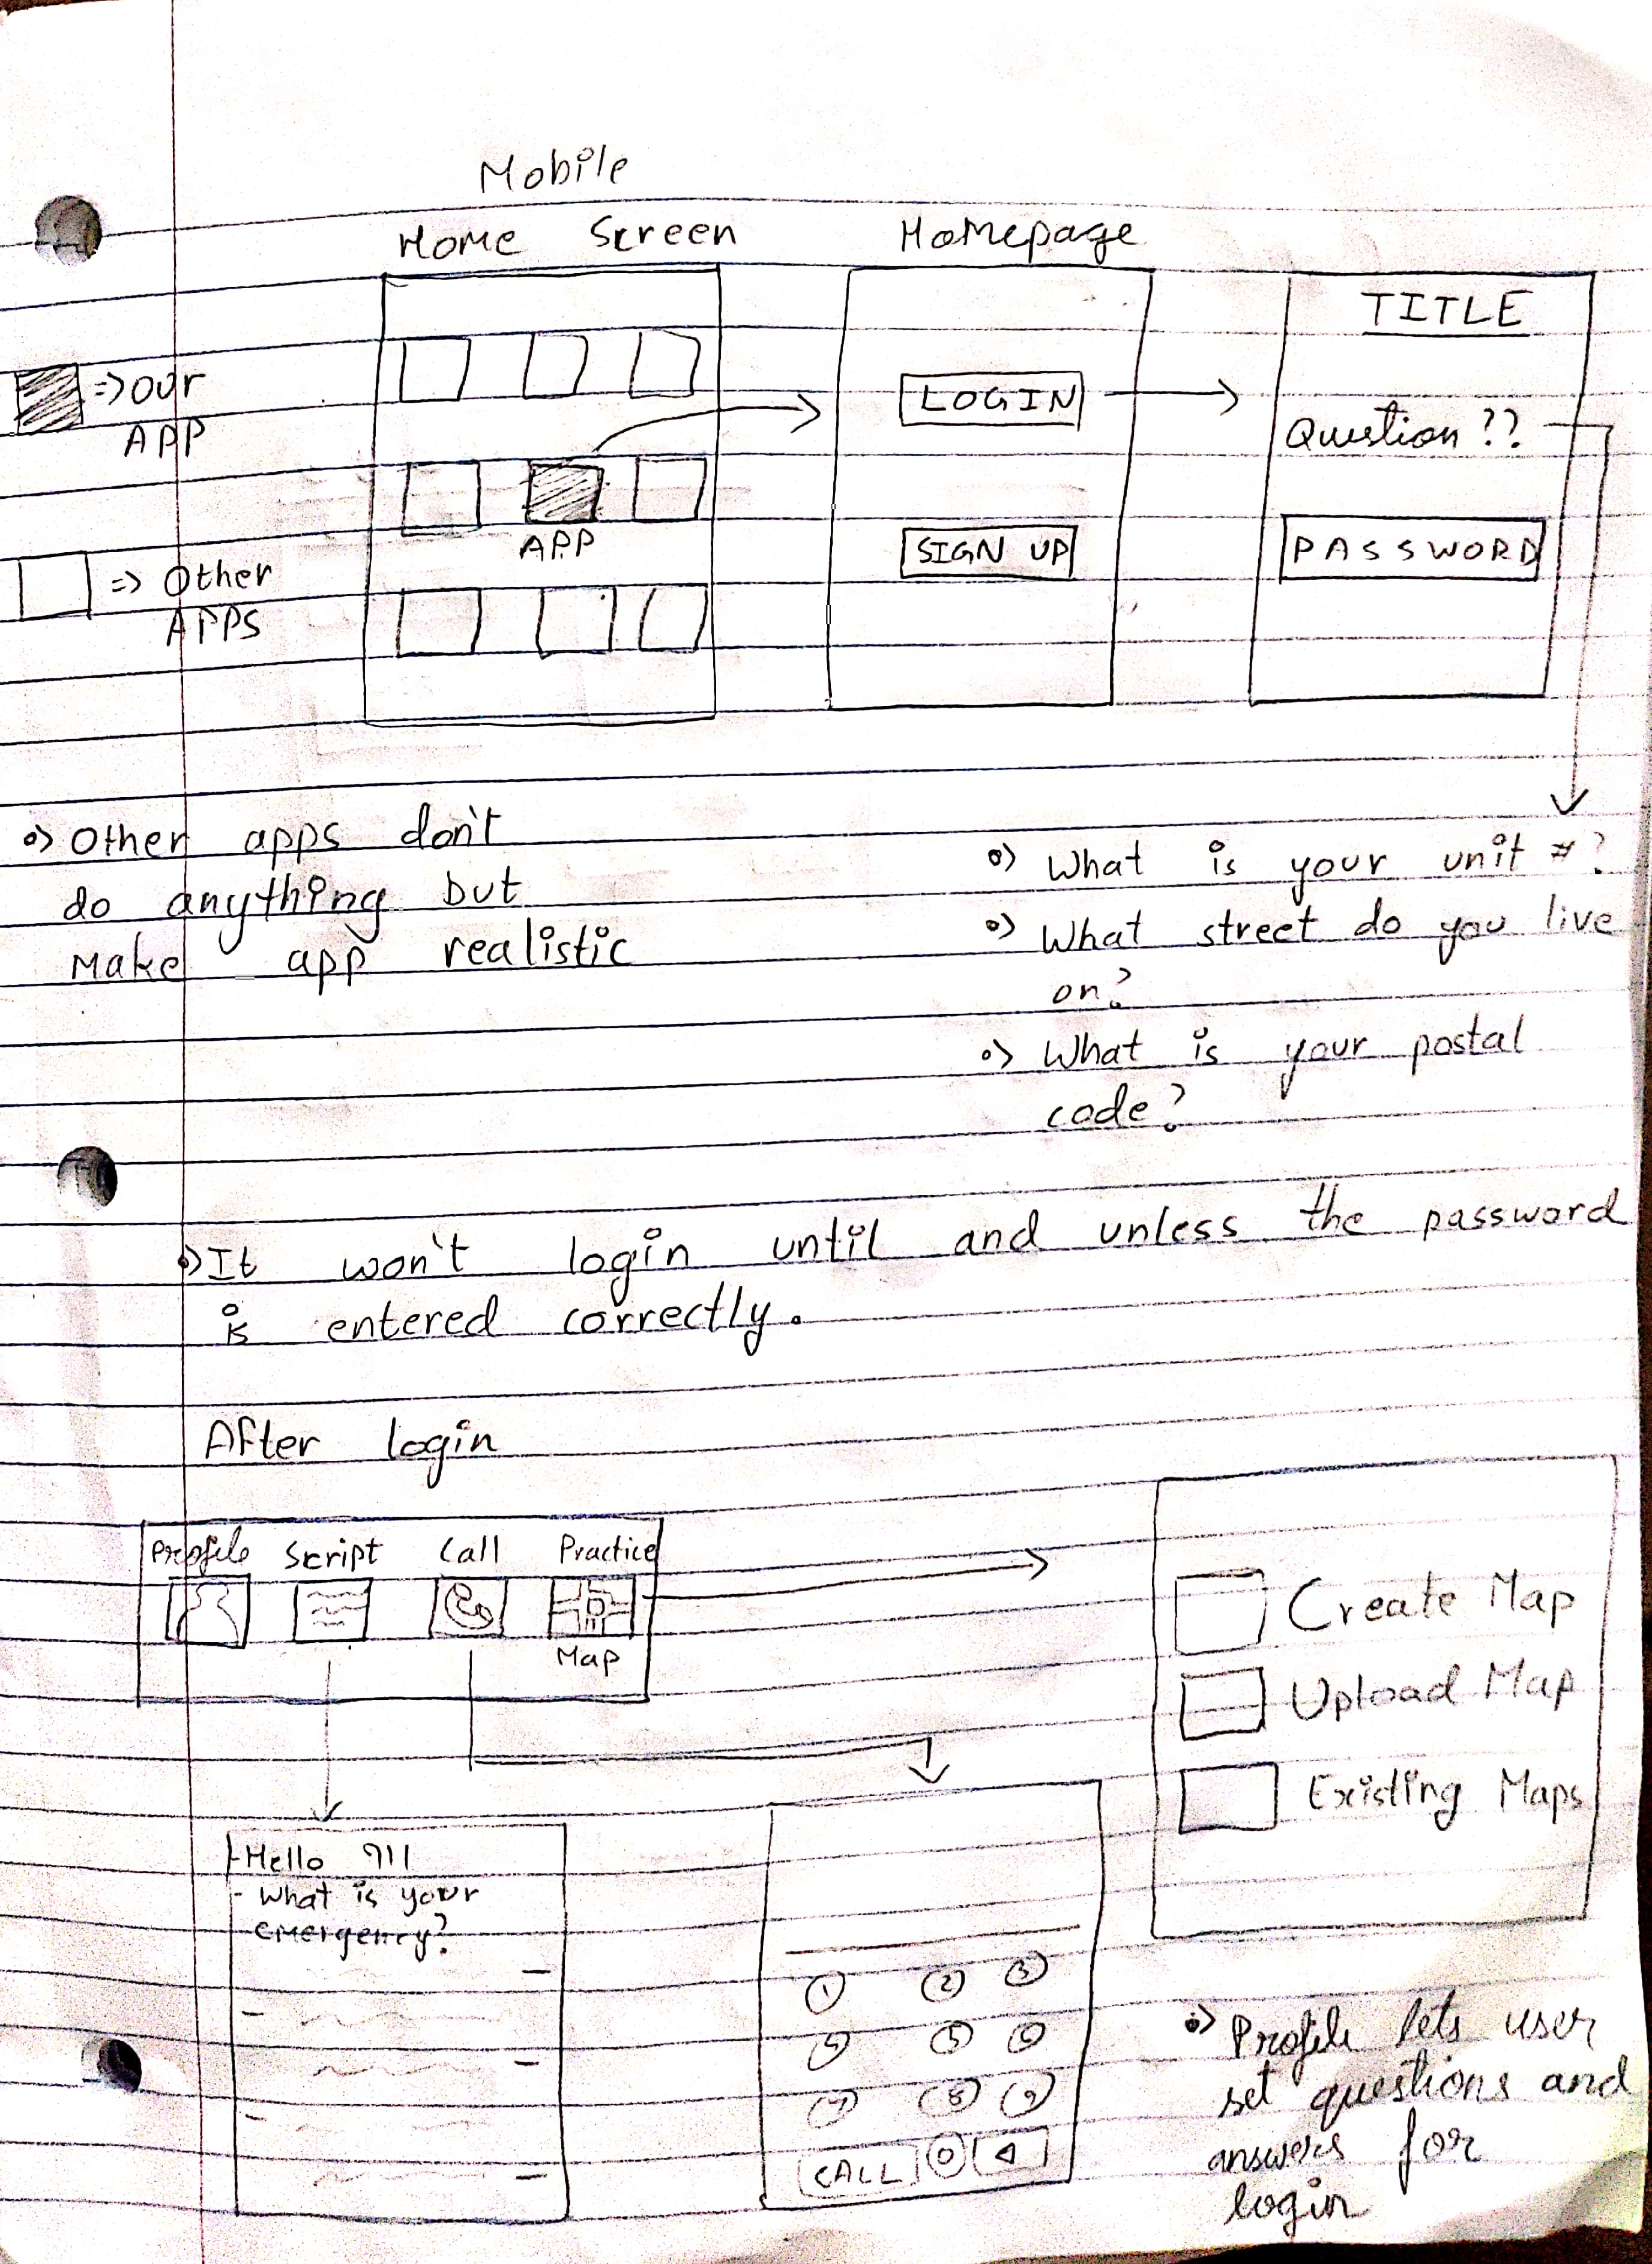 Mobile
Home Screen
Homepage
TITLE
=> our
APP
LOGIN
Question ??
APP
SIGN UP
PASSWORD
=> Other
APPS
Other apps don't
do anything but
Make app realistic
What is your unit #?
What street do you live
on?
What is your postal
code?
It won't login until and unless the password
is entered correctly.
After login
Profile Script Call Practice
Map
Create Map
Upload Map
Existing Maps
- Hello 911
- What is your
emergency?
1 2 3
4 5 6
7 8 9
CALL 0
Profile lets user
set questions and
answers for
login